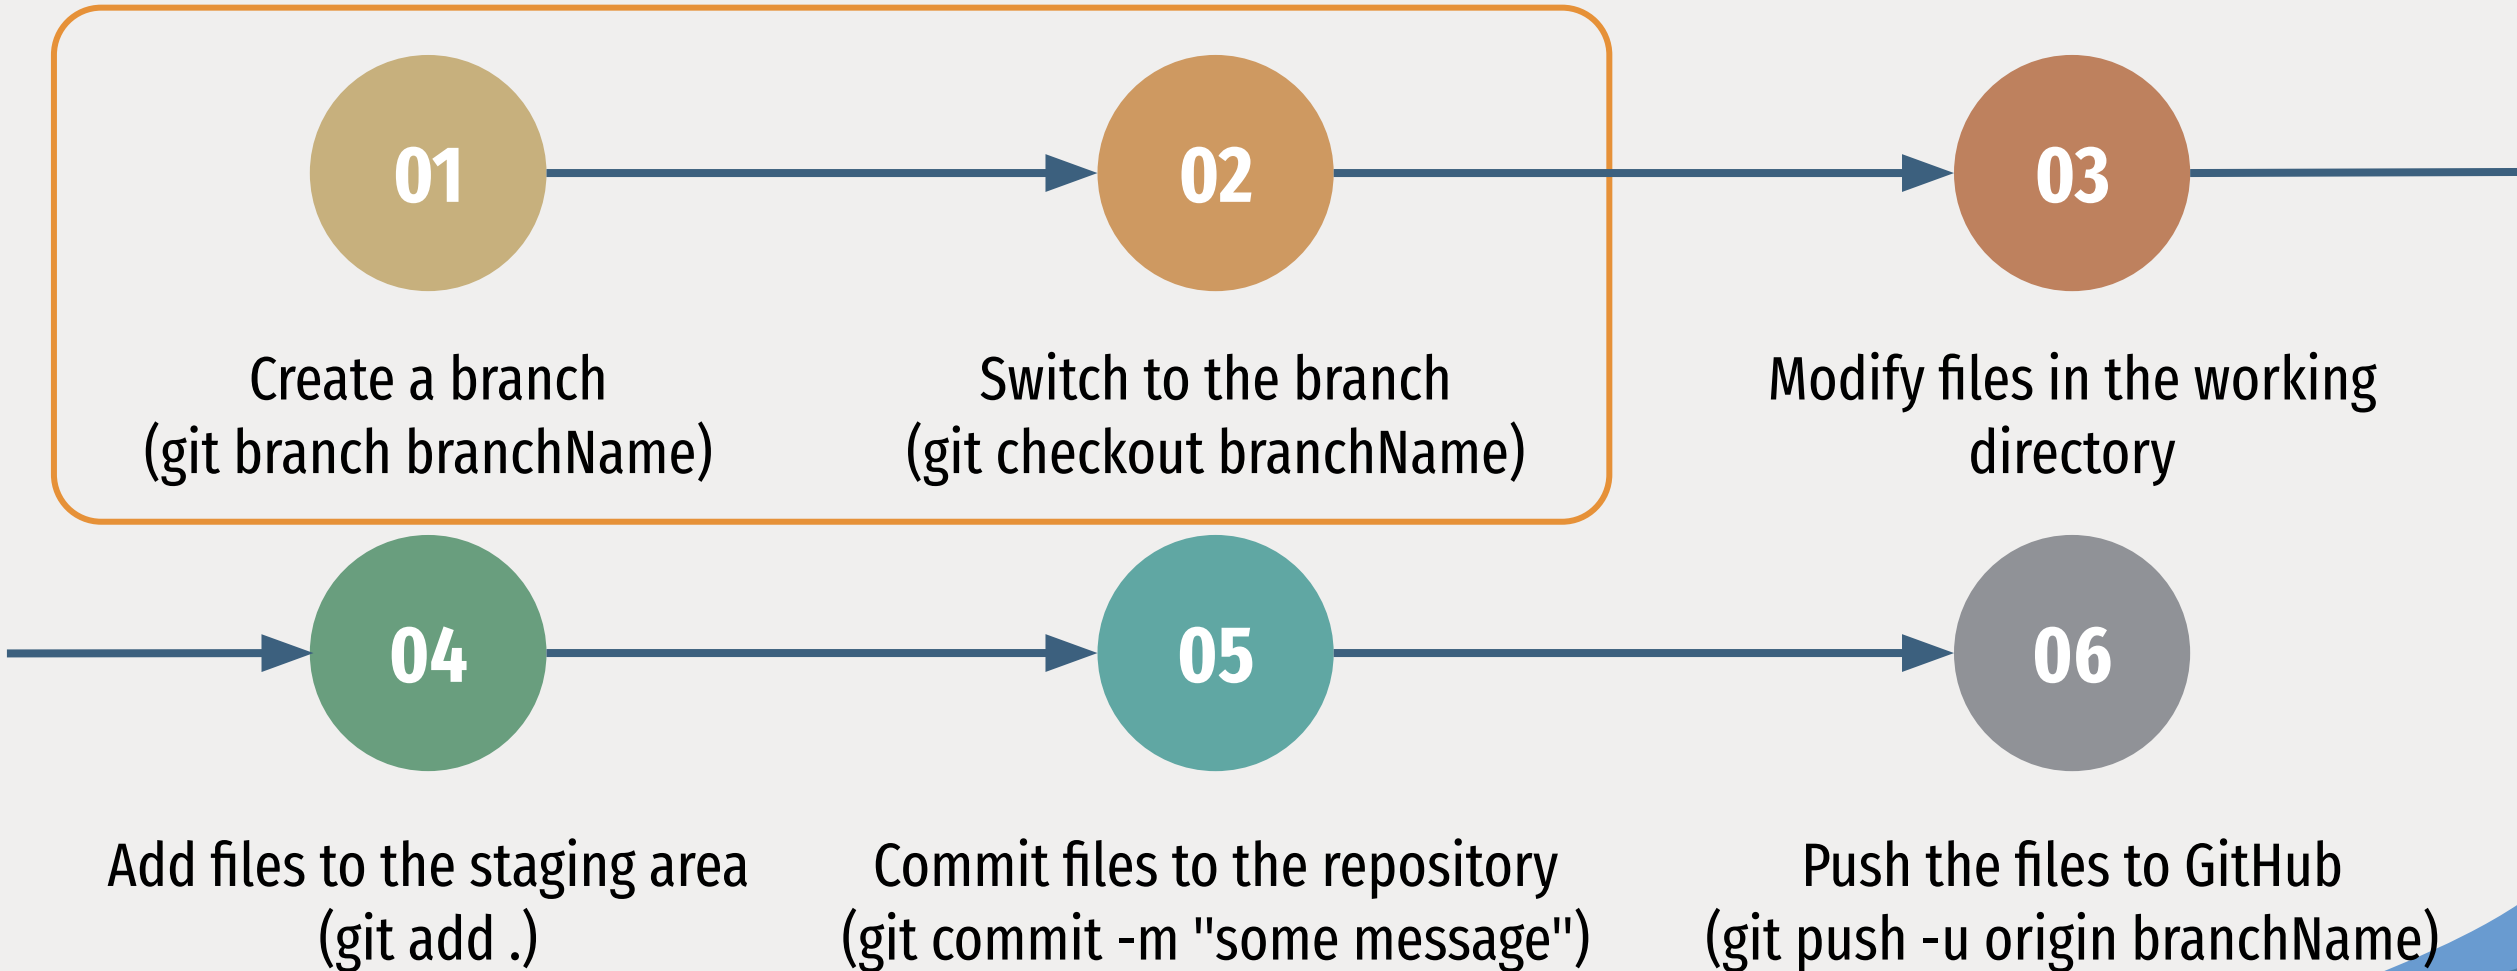 01
02
03
Create a branch
(git branch branchName)
Switch to the branch
(git checkout branchName)
Modify files in the working
directory
04
05
06
Add files to the staging area
(git add .)
Commit files to the repository
(git commit -m "some message")
Push the files to GitHub
(git push -u origin branchName)